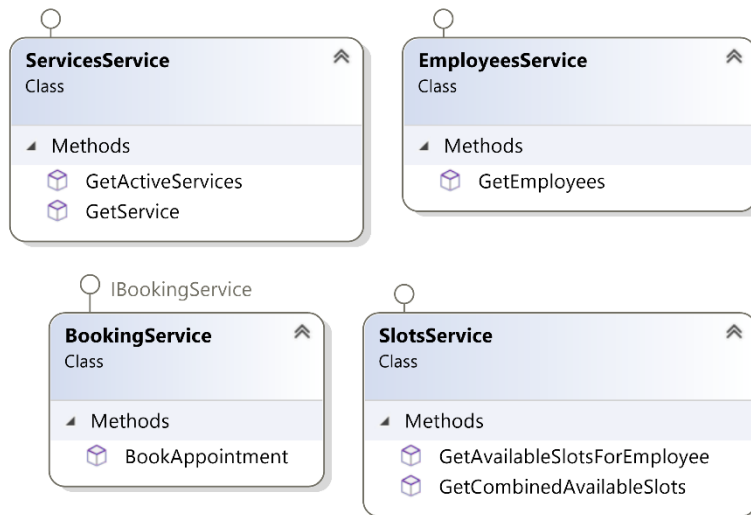 ServicesService
Class
Methods
GetActiveServices
GetService
EmployeesService
Class
Methods
GetEmployees
IBookingService
BookingService
Class
Methods
BookAppointment
SlotsService
Class
Methods
GetAvailableSlotsForEmployee
GetCombinedAvailableSlots